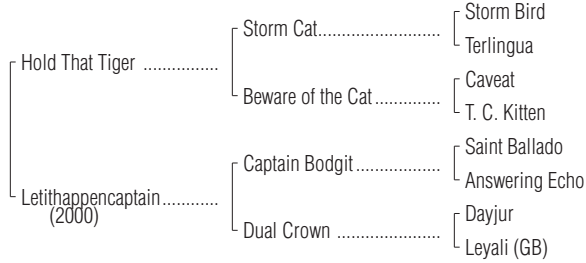 Storm Bird
Storm Cat....................................
Terlingua
Hold That Tiger ......................
Caveat
Beware of the Cat...................
T. C. Kitten
Saint Ballado
Captain Bodgit.........................
Answering Echo
Letithappencaptain................
(2000)
Dayjur
Dual Crown ..............................
Leyali (GB)